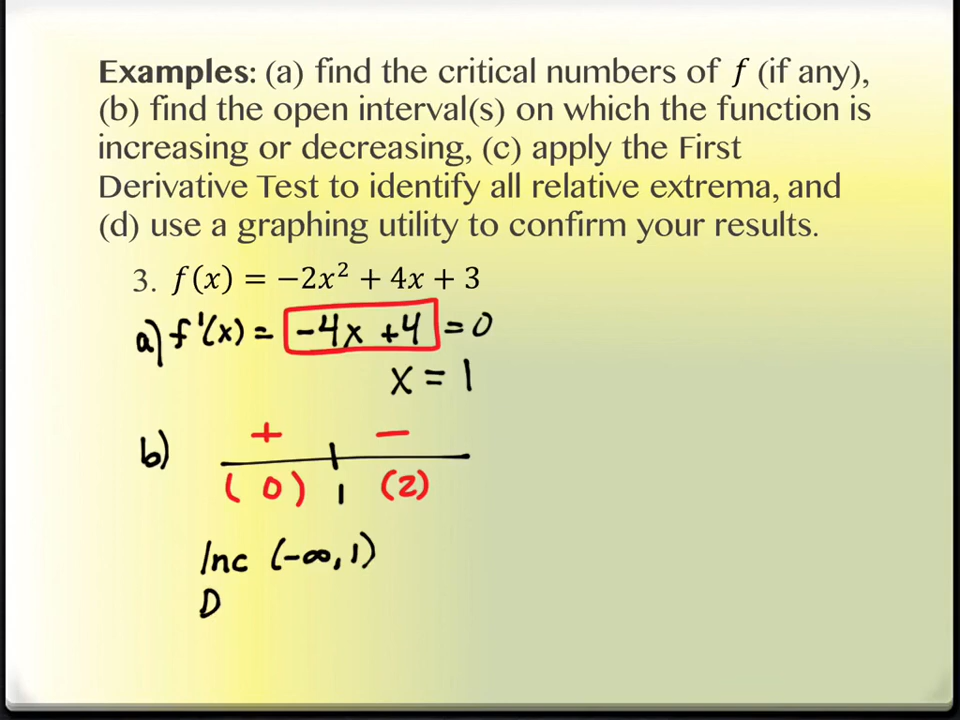 Examples: (a) find the critical numbers of f (if any),
(b) find the open interval(s) on which the function is
increasing or decreasing, (c) apply the First
Derivative Test to identify all relative extrema, and
(d) use a graphing utility to confirm your results.
3. f(x) = −2x² + 4x + 3
a) f'(x) = -4x +4 = 0
x = 1
b) + −
(0) 1 (2)
Inc (-∞, 1)
D